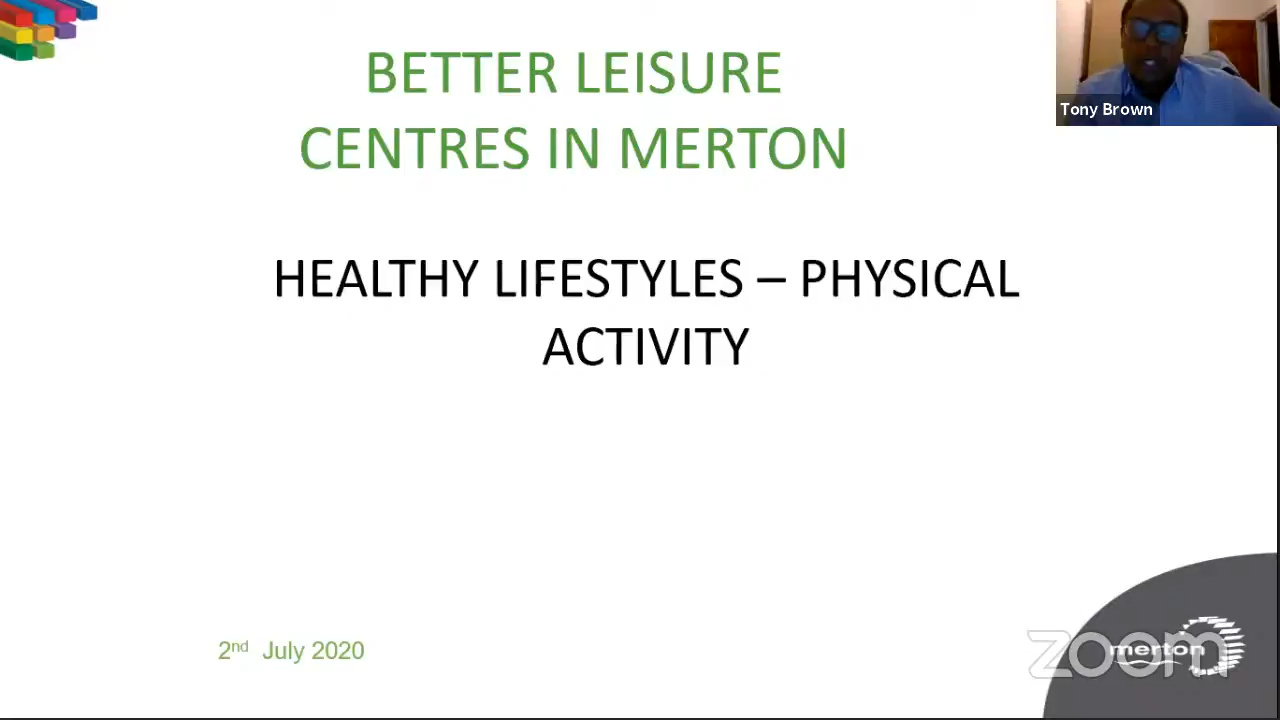 BETTER LEISURE
CENTRES IN MERTON
Tony Brown
HEALTHY LIFESTYLES – PHYSICAL
ACTIVITY
2nd July 2020
zoom
merton